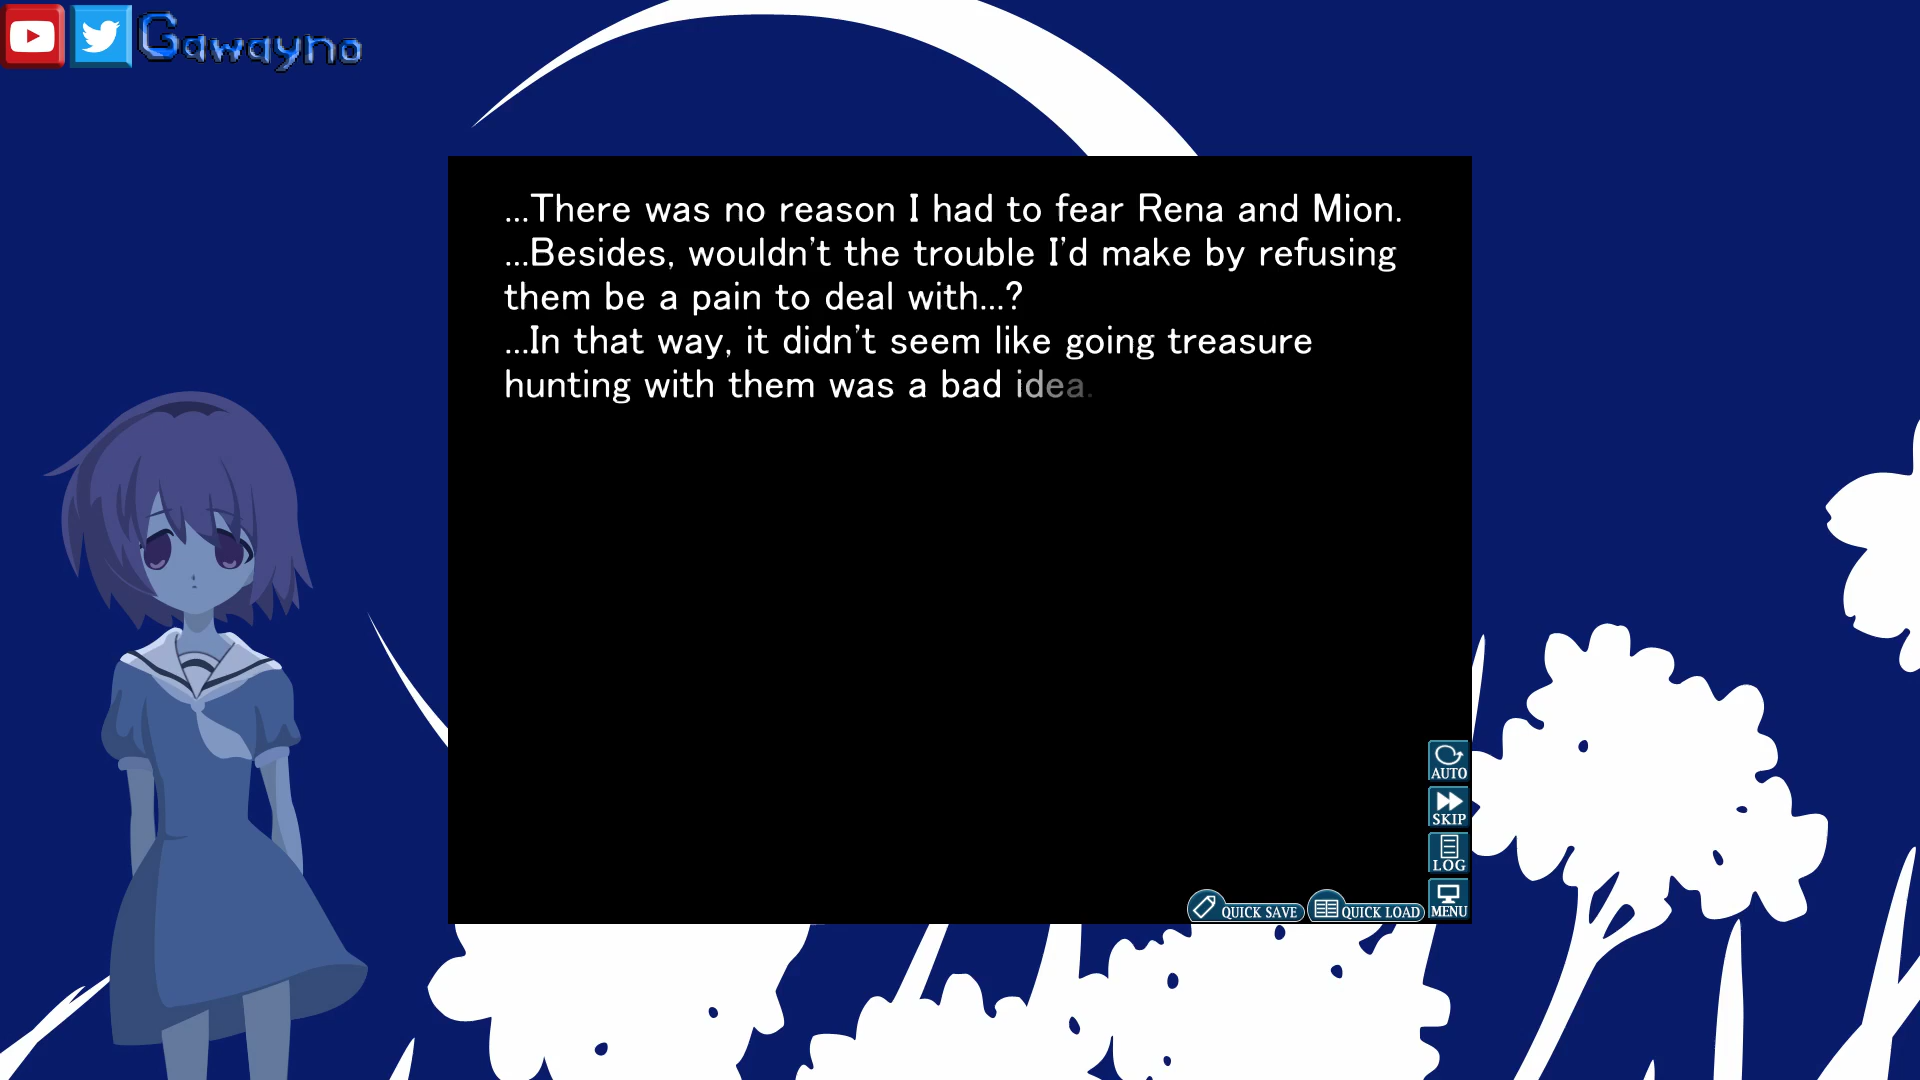 Gawayno
...There was no reason I had to fear Rena and Mion.
...Besides, wouldn't the trouble I'd make by refusing
them be a pain to deal with...?
...In that way, it didn't seem like going treasure
hunting with them was a bad idea.
AUTO
SKIP
LOG
MENU
QUICK SAVE
QUICK LOAD